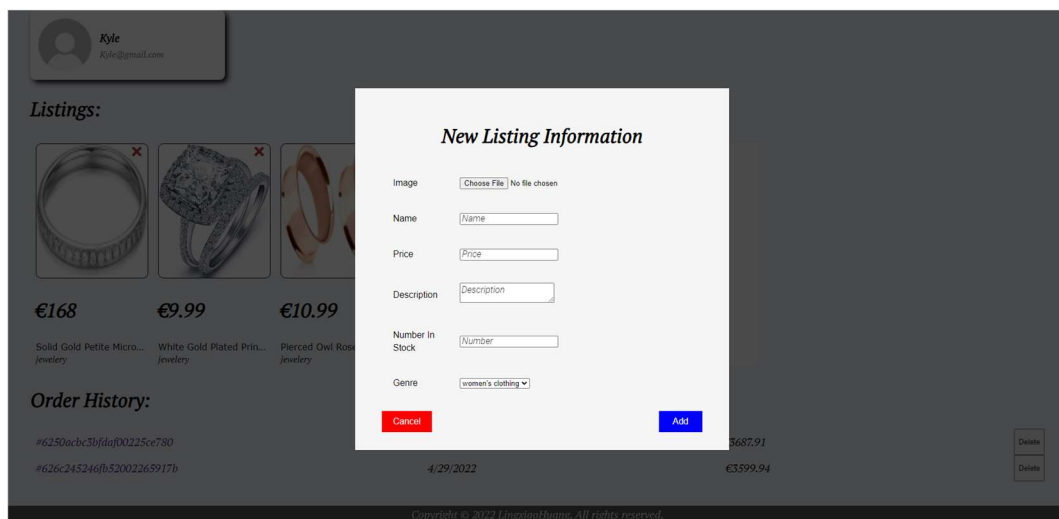 Kyle
Kyle@gmail.com
Listings:
€168
€9.99
€10.99
Solid Gold Petite Micro...
White Gold Plated Prin...
Pierced Owl Rose
jewelery
jewelery
jewelery
Order History:
#6250acbc3bfdaf00225ce780
3687.91
Delete
#626c245246fb52002265917b
4/29/2022
€3599.94
Delete
Copyright © 2022 LingxiaoHuang. All rights reserved.
New Listing Information
Image
Choose File No file chosen
Name
Name
Price
Price
Description
Description
Number In
Stock
Number
Genre
women's clothing
Cancel
Add